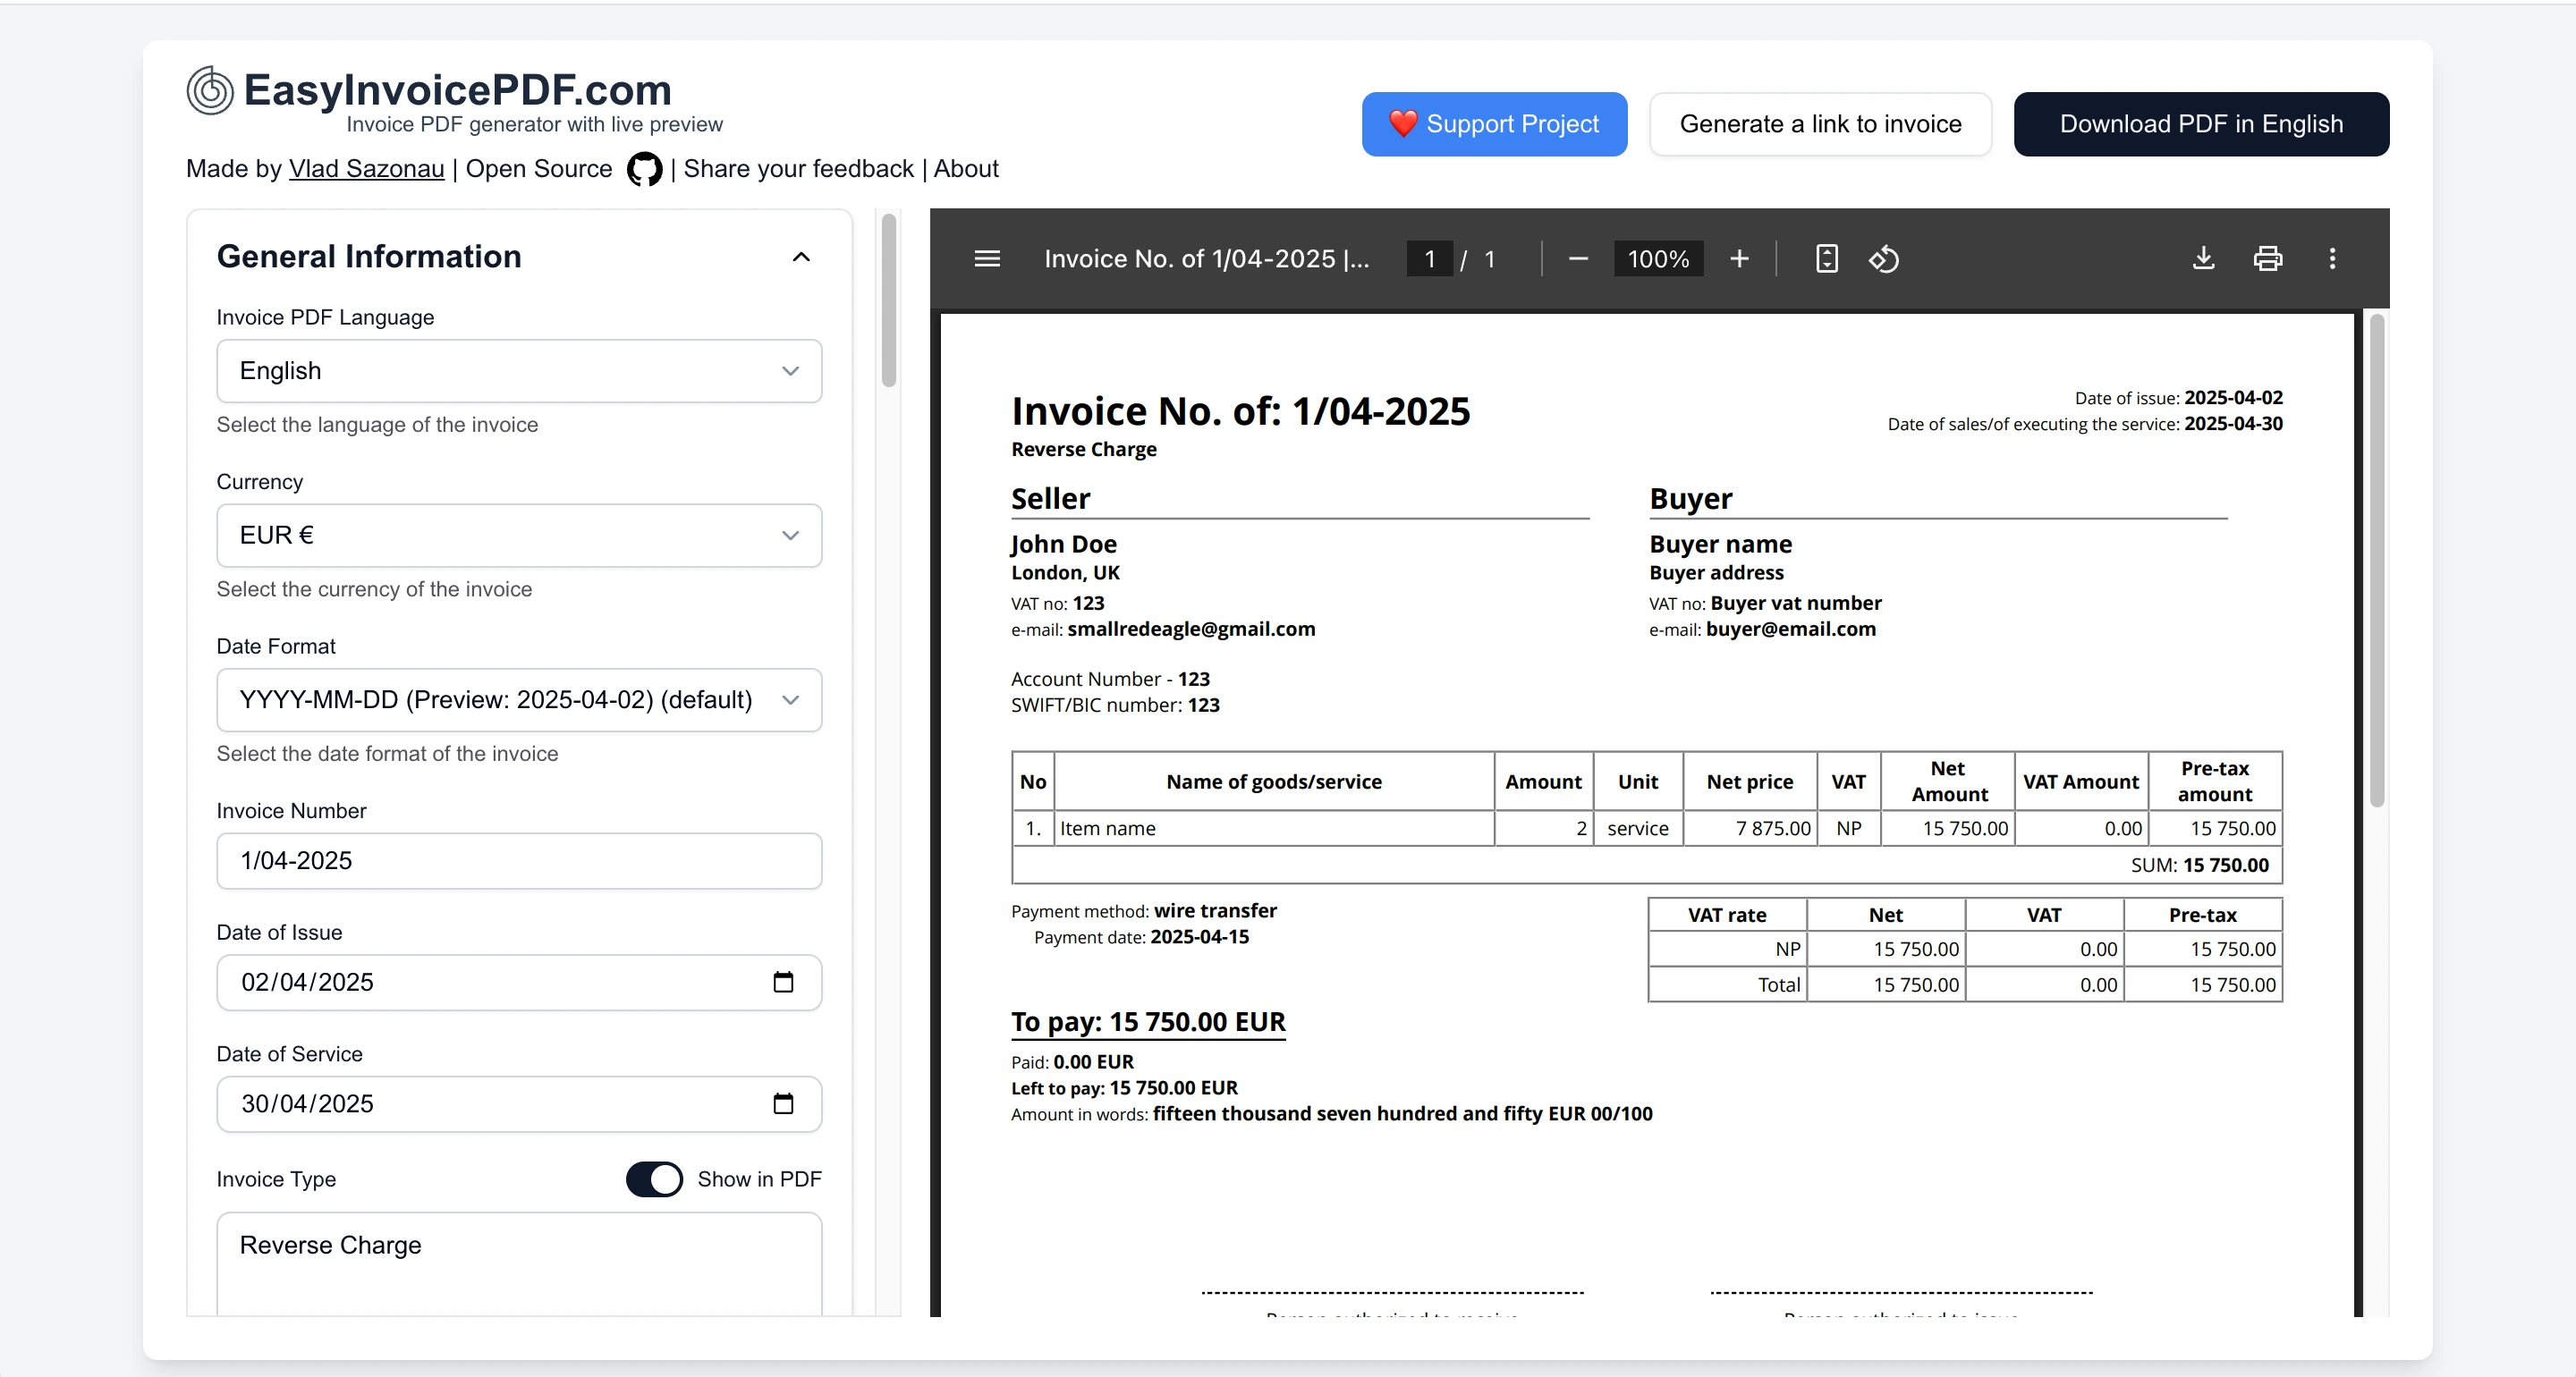 EasyInvoicePDF.com
Invoice PDF generator with live preview
Made by Vlad Sazonau | Open Source | Share your feedback | About
❤️ Support Project
Generate a link to invoice
Download PDF in English
General Information
Invoice PDF Language
English
Select the language of the invoice
Currency
EUR €
Select the currency of the invoice
Date Format
YYYY-MM-DD (Preview: 2025-04-02) (default)
Select the date format of the invoice
Invoice Number
1/04-2025
Date of Issue
02/04/2025
Date of Service
30/04/2025
Invoice Type Show in PDF
Reverse Charge
Invoice No. of 1/04-2025 |... 1 / 1 100%
Invoice No. of: 1/04-2025
Reverse Charge
Date of issue: 2025-04-02
Date of sales/of executing the service: 2025-04-30
Seller
John Doe
London, UK
VAT no: 123
e-mail: smallredeagle@gmail.com
Account Number - 123
SWIFT/BIC number: 123
Buyer
Buyer name
Buyer address
VAT no: Buyer vat number
e-mail: buyer@email.com
No Name of goods/service Amount Unit Net price VAT Net Amount VAT Amount Pre-tax amount
1. Item name 2 service 7 875.00 NP 15 750.00 0.00 15 750.00
SUM: 15 750.00
Payment method: wire transfer
Payment date: 2025-04-15
VAT rate Net VAT Pre-tax
NP 15 750.00 0.00 15 750.00
Total 15 750.00 0.00 15 750.00
To pay: 15 750.00 EUR
Paid: 0.00 EUR
Left to pay: 15 750.00 EUR
Amount in words: fifteen thousand seven hundred and fifty EUR 00/100
Person authorized to receive
Person authorized to issue